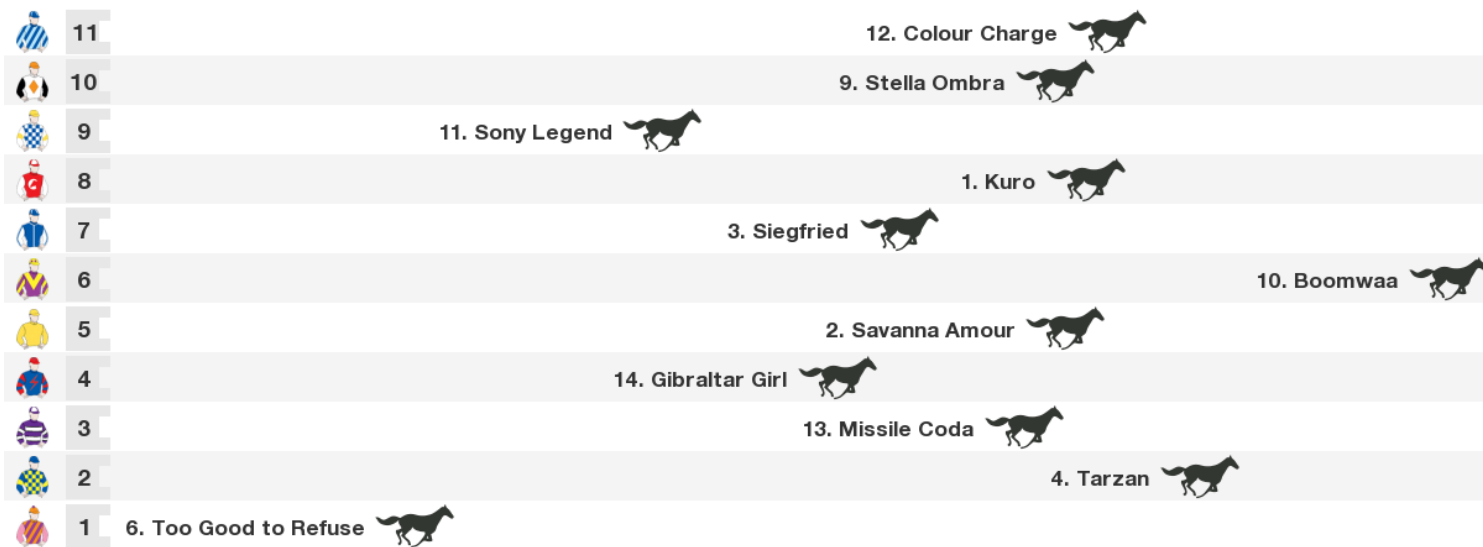 11 12. Colour Charge
10 9. Stella Ombra
9 11. Sony Legend
8 1. Kuro
7 3. Siegfried
6 10. Boomwaa
5 2. Savanna Amour
4 14. Gibraltar Girl
3 13. Missile Coda
2 4. Tarzan
1 6. Too Good to Refuse